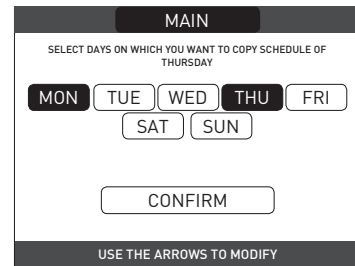 MAIN
SELECT DAYS ON WHICH YOU WANT TO COPY SCHEDULE OF
THURSDAY
MON TUE WED THU FRI
SAT SUN
CONFIRM
USE THE ARROWS TO MODIFY